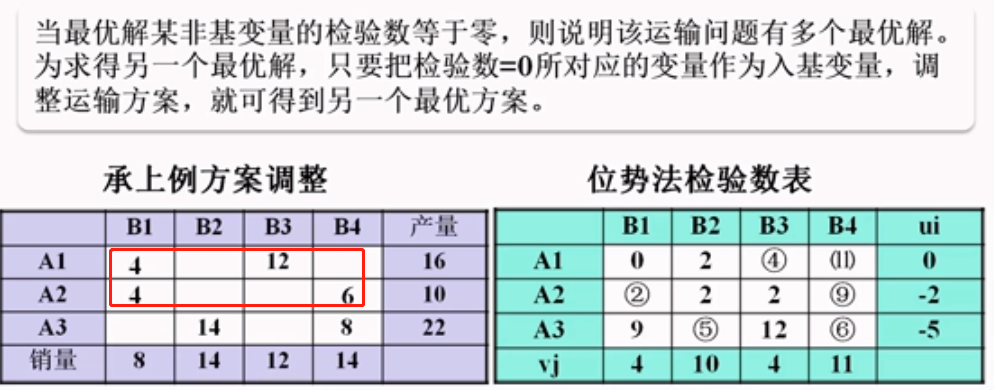 当最优解某非基变量的检验数等于零，则说明该运输问题有多个最优解。
为求得另一个最优解，只要把检验数=0所对应的变量作为入基变量，调
整运输方案，就可得到另一个最优方案。
承上例方案调整
B1 B2 B3 B4 产量
A1 4 12 16
A2 4 6 10
A3 14 8 22
销量 8 14 12 14
位势法检验数表
B1 B2 B3 B4 ui
A1 0 2 ④ ⑾ 0
A2 ② 2 2 ⑨ -2
A3 9 ⑤ 12 ⑥ -5
vj 4 10 4 11